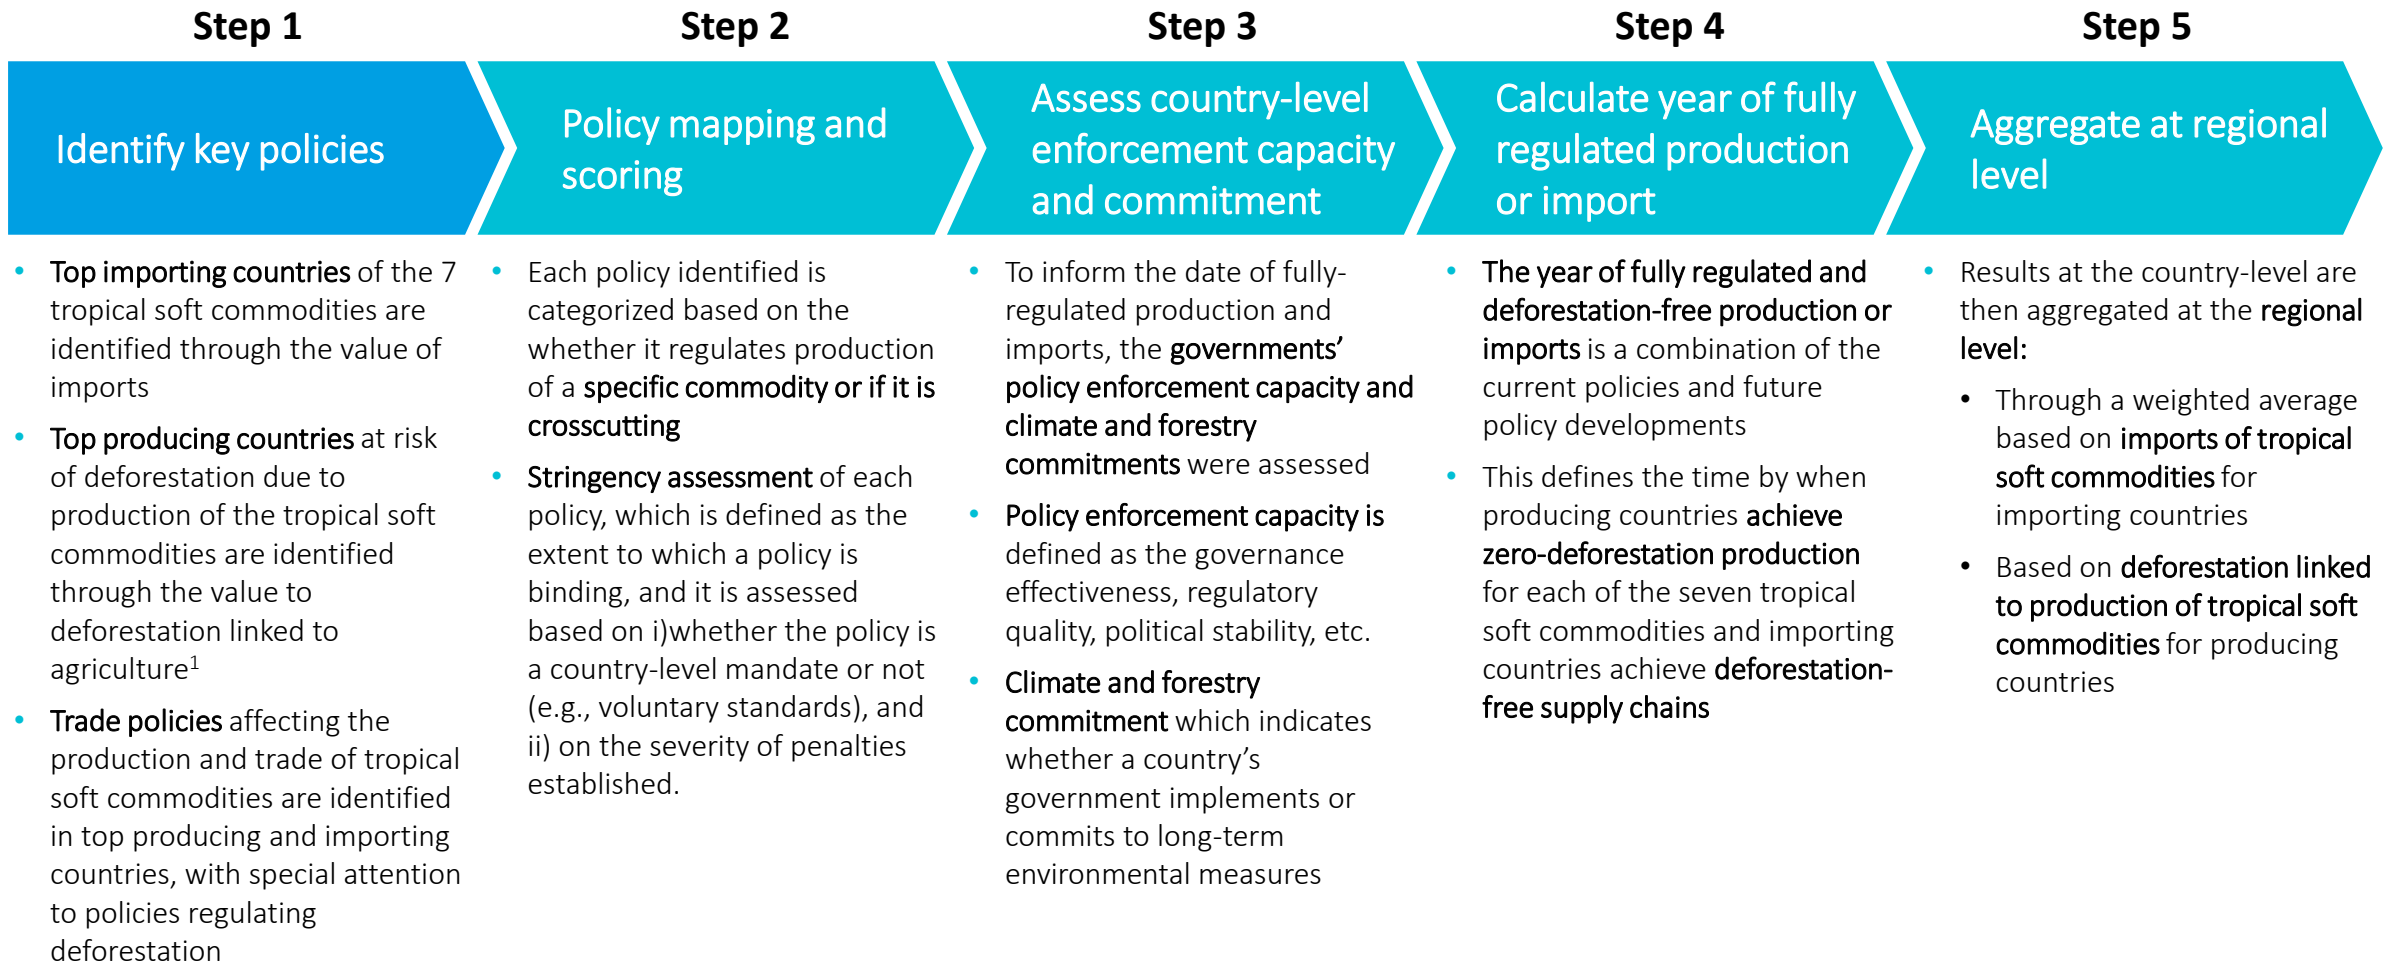 Step 1
Identify key policies
• Top importing countries of the 7
tropical soft commodities are
identified through the value of
imports
• Top producing countries at risk
of deforestation due to
production of the tropical soft
commodities are identified
through the value to
deforestation linked to
agriculture1
• Trade policies affecting the
production and trade of tropical
soft commodities are identified
in top producing and importing
countries, with special attention
to policies regulating
deforestation
Step 2
Policy mapping and
scoring
• Each policy identified is
categorized based on the
whether it regulates production
of a specific commodity or if it is
crosscutting
• Stringency assessment of each
policy, which is defined as the
extent to which a policy is
binding, and it is assessed
based on i)whether the policy is
a country-level mandate or not
(e.g., voluntary standards), and
ii) on the severity of penalties
established.
Step 3
Assess country-level
enforcement capacity
and commitment
• To inform the date of fully-
regulated production and
imports, the governments’
policy enforcement capacity and
climate and forestry
commitments were assessed
• Policy enforcement capacity is
defined as the governance
effectiveness, regulatory
quality, political stability, etc.
• Climate and forestry
commitment which indicates
whether a country’s
government implements or
commits to long-term
environmental measures
Step 4
Calculate year of fully
regulated production
or import
• The year of fully regulated and
deforestation-free production or
imports is a combination of the
current policies and future
policy developments
• This defines the time by when
producing countries achieve
zero-deforestation production
for each of the seven tropical
soft commodities and importing
countries achieve deforestation-
free supply chains
Step 5
Aggregate at regional
level
• Results at the country-level are
then aggregated at the regional
level:
• Through a weighted average
based on imports of tropical
soft commodities for
importing countries
• Based on deforestation linked
to production of tropical soft
commodities for producing
countries